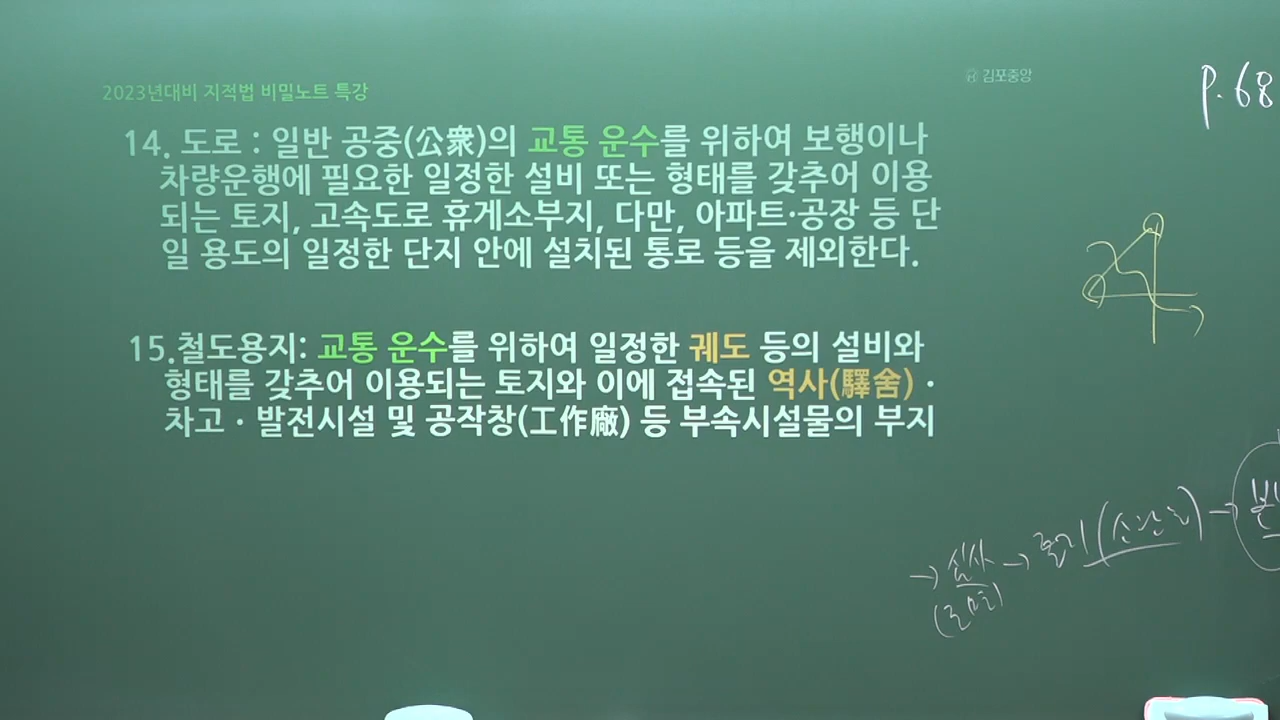 2023년대비 지적법 비밀노트 특강
김포중앙
P.68
14. 도로 : 일반 공중(公衆)의 교통 운수를 위하여 보행이나
차량운행에 필요한 일정한 설비 또는 형태를 갖추어 이용
되는 토지, 고속도로 휴게소부지, 다만, 아파트·공장 등 단
일 용도의 일정한 단지 안에 설치된 통로 등을 제외한다.
15.철도용지: 교통 운수를 위하여 일정한 궤도 등의 설비와
형태를 갖추어 이용되는 토지와 이에 접속된 역사(驛舍) ·
차고 · 발전시설 및 공작창(工作廠) 등 부속시설물의 부지
→ 심사 →